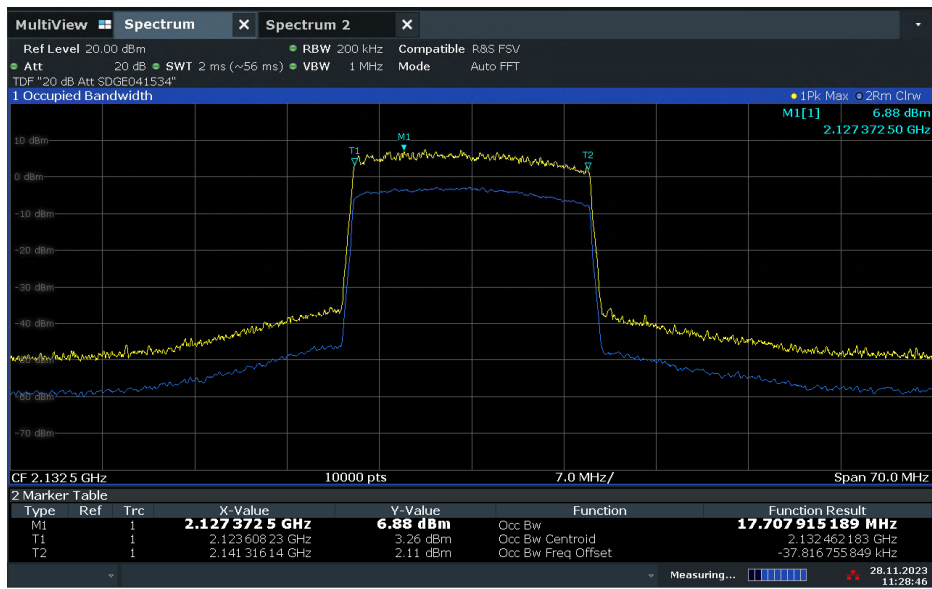 MultiView Spectrum X Spectrum 2 X
Ref Level 20.00 dBm RBW 200 kHz Compatible R&S FSV
Att 20 dB SWT 2 ms (~56 ms) VBW 1 MHz Mode Auto FFT
TDF "20 dB Att SDGE041534"
1 Occupied Bandwidth 1Pk Max 2Rm Clrw
M1[1] 6.88 dBm
2.127 372 50 GHz
10 dBm
M1
T1
T2
0 dBm
-10 dBm
-20 dBm
-30 dBm
-40 dBm
-60 dBm
-70 dBm
CF 2.132 5 GHz 10000 pts 7.0 MHz/ Span 70.0 MHz
2 Marker Table
Type Ref Trc X-Value Y-Value Function Function Result
M1 1 2.127 372 5 GHz 6.88 dBm Occ Bw 17.707 915 189 MHz
T1 1 2.123 608 23 GHz 3.26 dBm Occ Bw Centroid 2.132 462 183 GHz
T2 1 2.141 316 14 GHz 2.11 dBm Occ Bw Freq Offset -37.816 755 849 kHz
Measuring... 28.11.2023
11:28:46